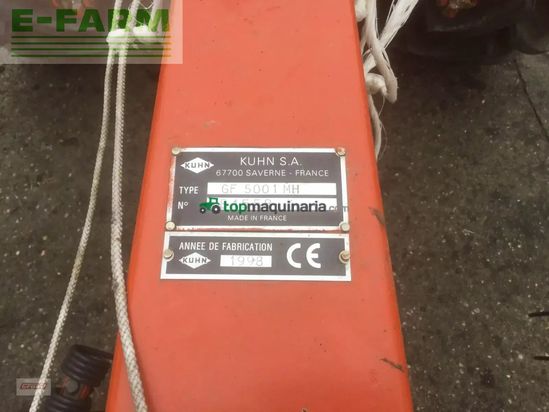 E-FARM
KUHN
KUHN S.A.
67700 SAVERNE - FRANCE
TYPE GF 5001 MH
N°
topmaquinaria.com
MADE IN FRANCE
ANNEE DE FABRICATION
KUHN 1998 CE